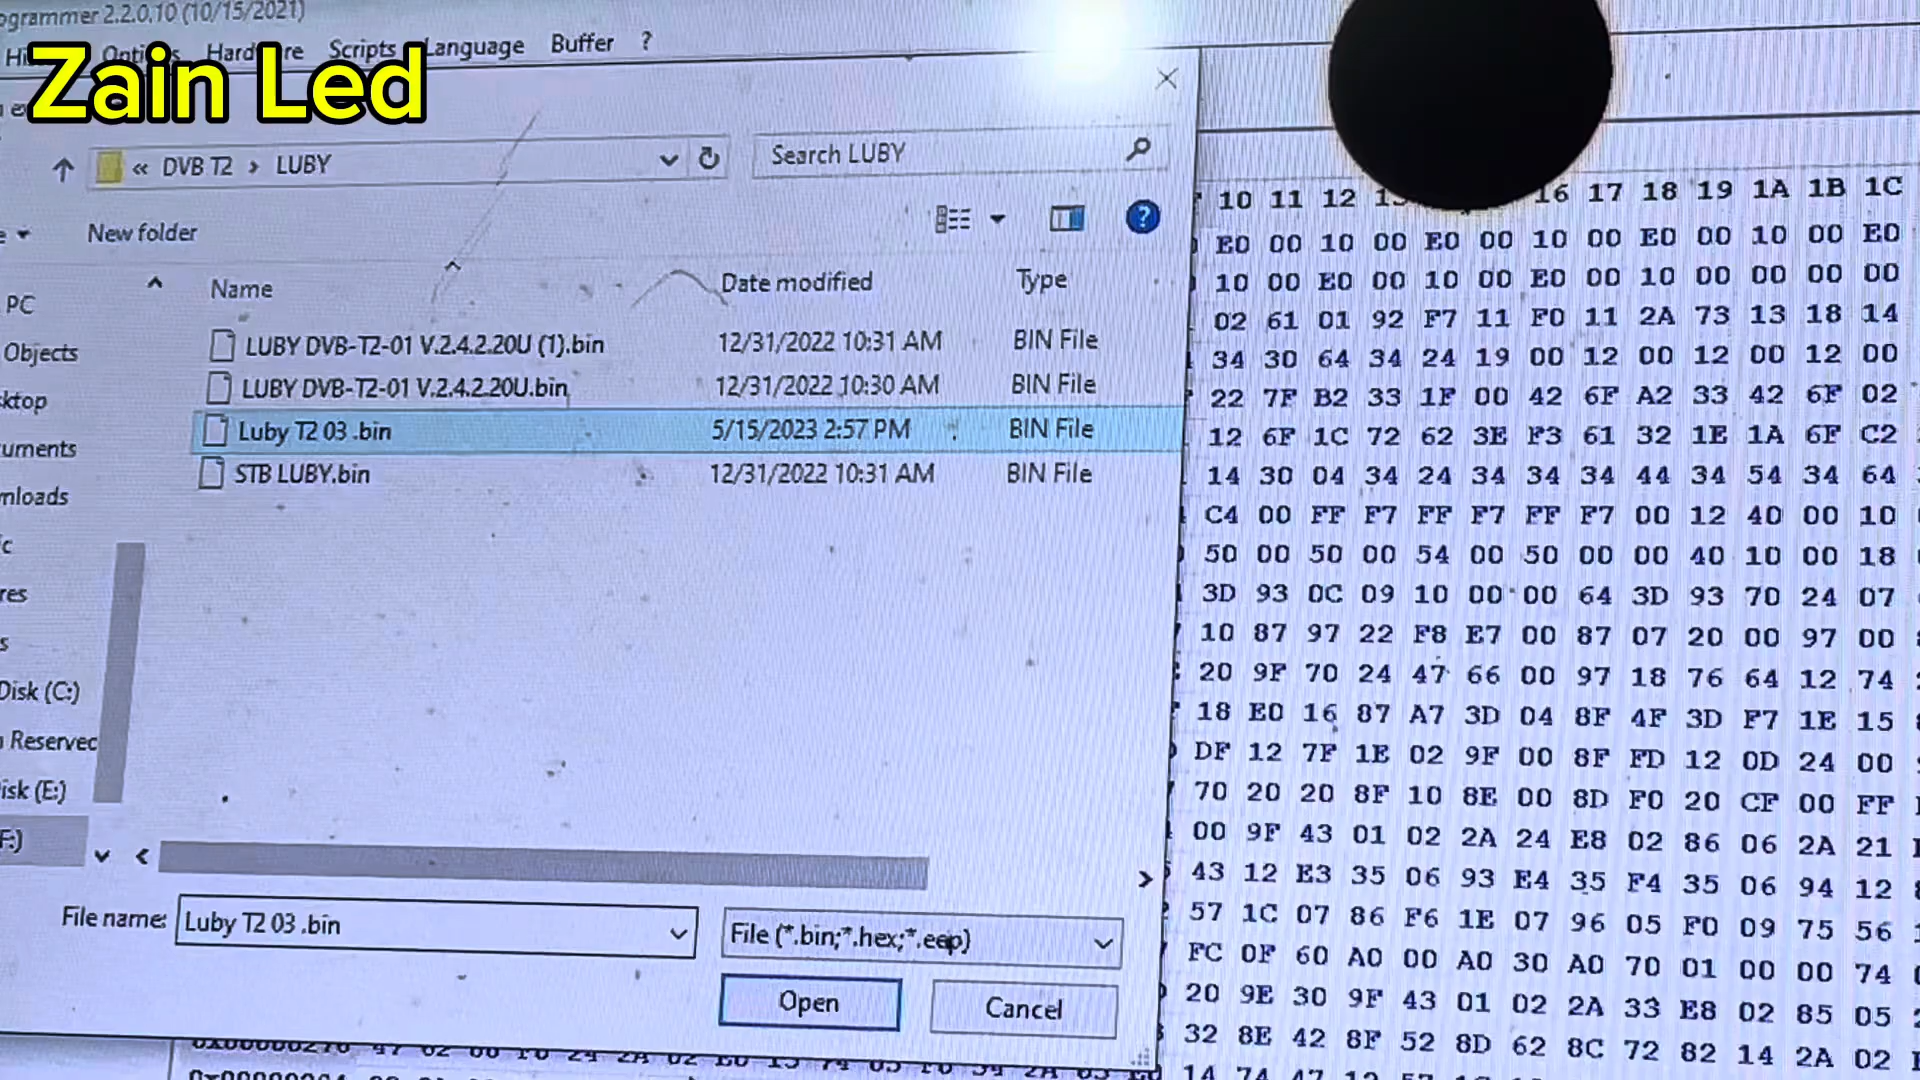 ogrammer 2.2.0.10 (10/15/2021)
Hardware Scripts Language Buffer ?
Zain Led
« DVB T2 > LUBY
Search LUBY
New folder
Name Date modified Type
PC
Objects
LUBY DVB-T2-01 V.2.4.2.20U (1).bin 12/31/2022 10:31 AM BIN File
ktop
LUBY DVB-T2-01 V.2.4.2.20U.bin 12/31/2022 10:30 AM BIN File
uments
Luby T2 03 .bin 5/15/2023 2:57 PM BIN File
nloads
STB LUBY.bin 12/31/2022 10:31 AM BIN File
c
res
s
Disk (C:)
Reserved
isk (E:)
F:)
File name: Luby T2 03 .bin
File (*.bin;*.hex;*.eep)
Open
Cancel
10 11 12 16 17 18 19 1A 1B 1C
E0 00 10 00 E0 00 10 00 E0 00 10 00 E0
10 00 E0 00 10 00 E0 00 10 00 00 00 00
02 61 01 92 F7 11 F0 11 2A 73 13 18 14
34 30 64 34 24 19 00 12 00 12 00 12 00
22 7F B2 33 1F 00 42 6F A2 33 42 6F 02
12 6F 1C 72 62 3E F3 61 32 1E 1A 6F C2
14 30 04 34 24 34 34 34 44 34 54 34 64
C4 00 FF F7 FF F7 FF F7 00 12 40 00 10
50 00 50 00 54 00 50 00 00 40 10 00 18
3D 93 0C 09 10 00 00 64 3D 93 70 24 07
10 87 97 22 F8 E7 00 87 07 20 00 97 00
20 9F 70 24 47 66 00 97 18 76 64 12 74
18 E0 16 87 A7 3D 04 8F 4F 3D F7 1E 15
DF 12 7F 1E 02 9F 00 8F FD 12 0D 24 00
70 20 20 8F 10 8E 00 8D F0 20 CF 00 FF
00 9F 43 01 02 2A 24 E8 02 86 06 2A 21
43 12 E3 35 06 93 E4 35 F4 35 06 94 12
57 1C 07 86 F6 1E 07 96 05 F0 09 75 56
FC 0F 60 A0 00 A0 30 A0 70 01 00 00 74
20 9E 30 9F 43 01 02 2A 33 E8 02 85 05
32 8E 42 8F 52 8D 62 8C 72 82 14 2A 02